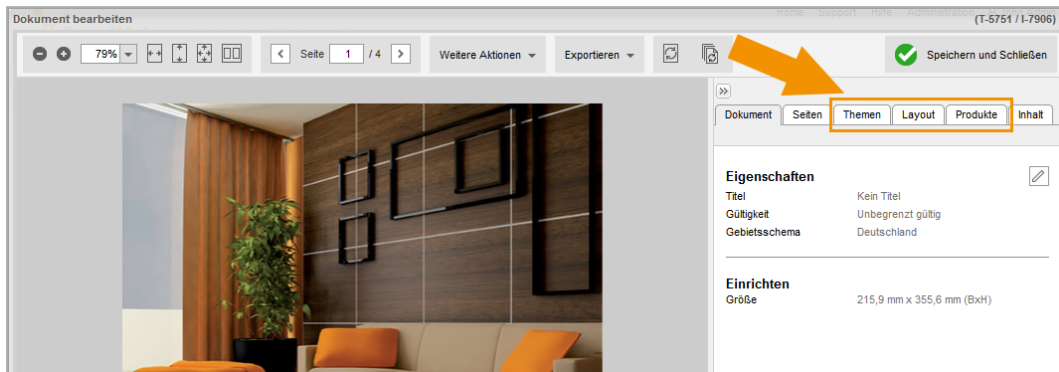 Home Support Hilfe Administration
Dokument bearbeiten (T-5751 / I-7906)
79% Seite 1 / 4 Weitere Aktionen Exportieren Speichern und Schließen
Dokument Seiten Themen Layout Produkte Inhalt
Eigenschaften
Titel Kein Titel
Gültigkeit Unbegrenzt gültig
Gebietsschema Deutschland
Einrichten
Größe 215,9 mm x 355,6 mm (BxH)